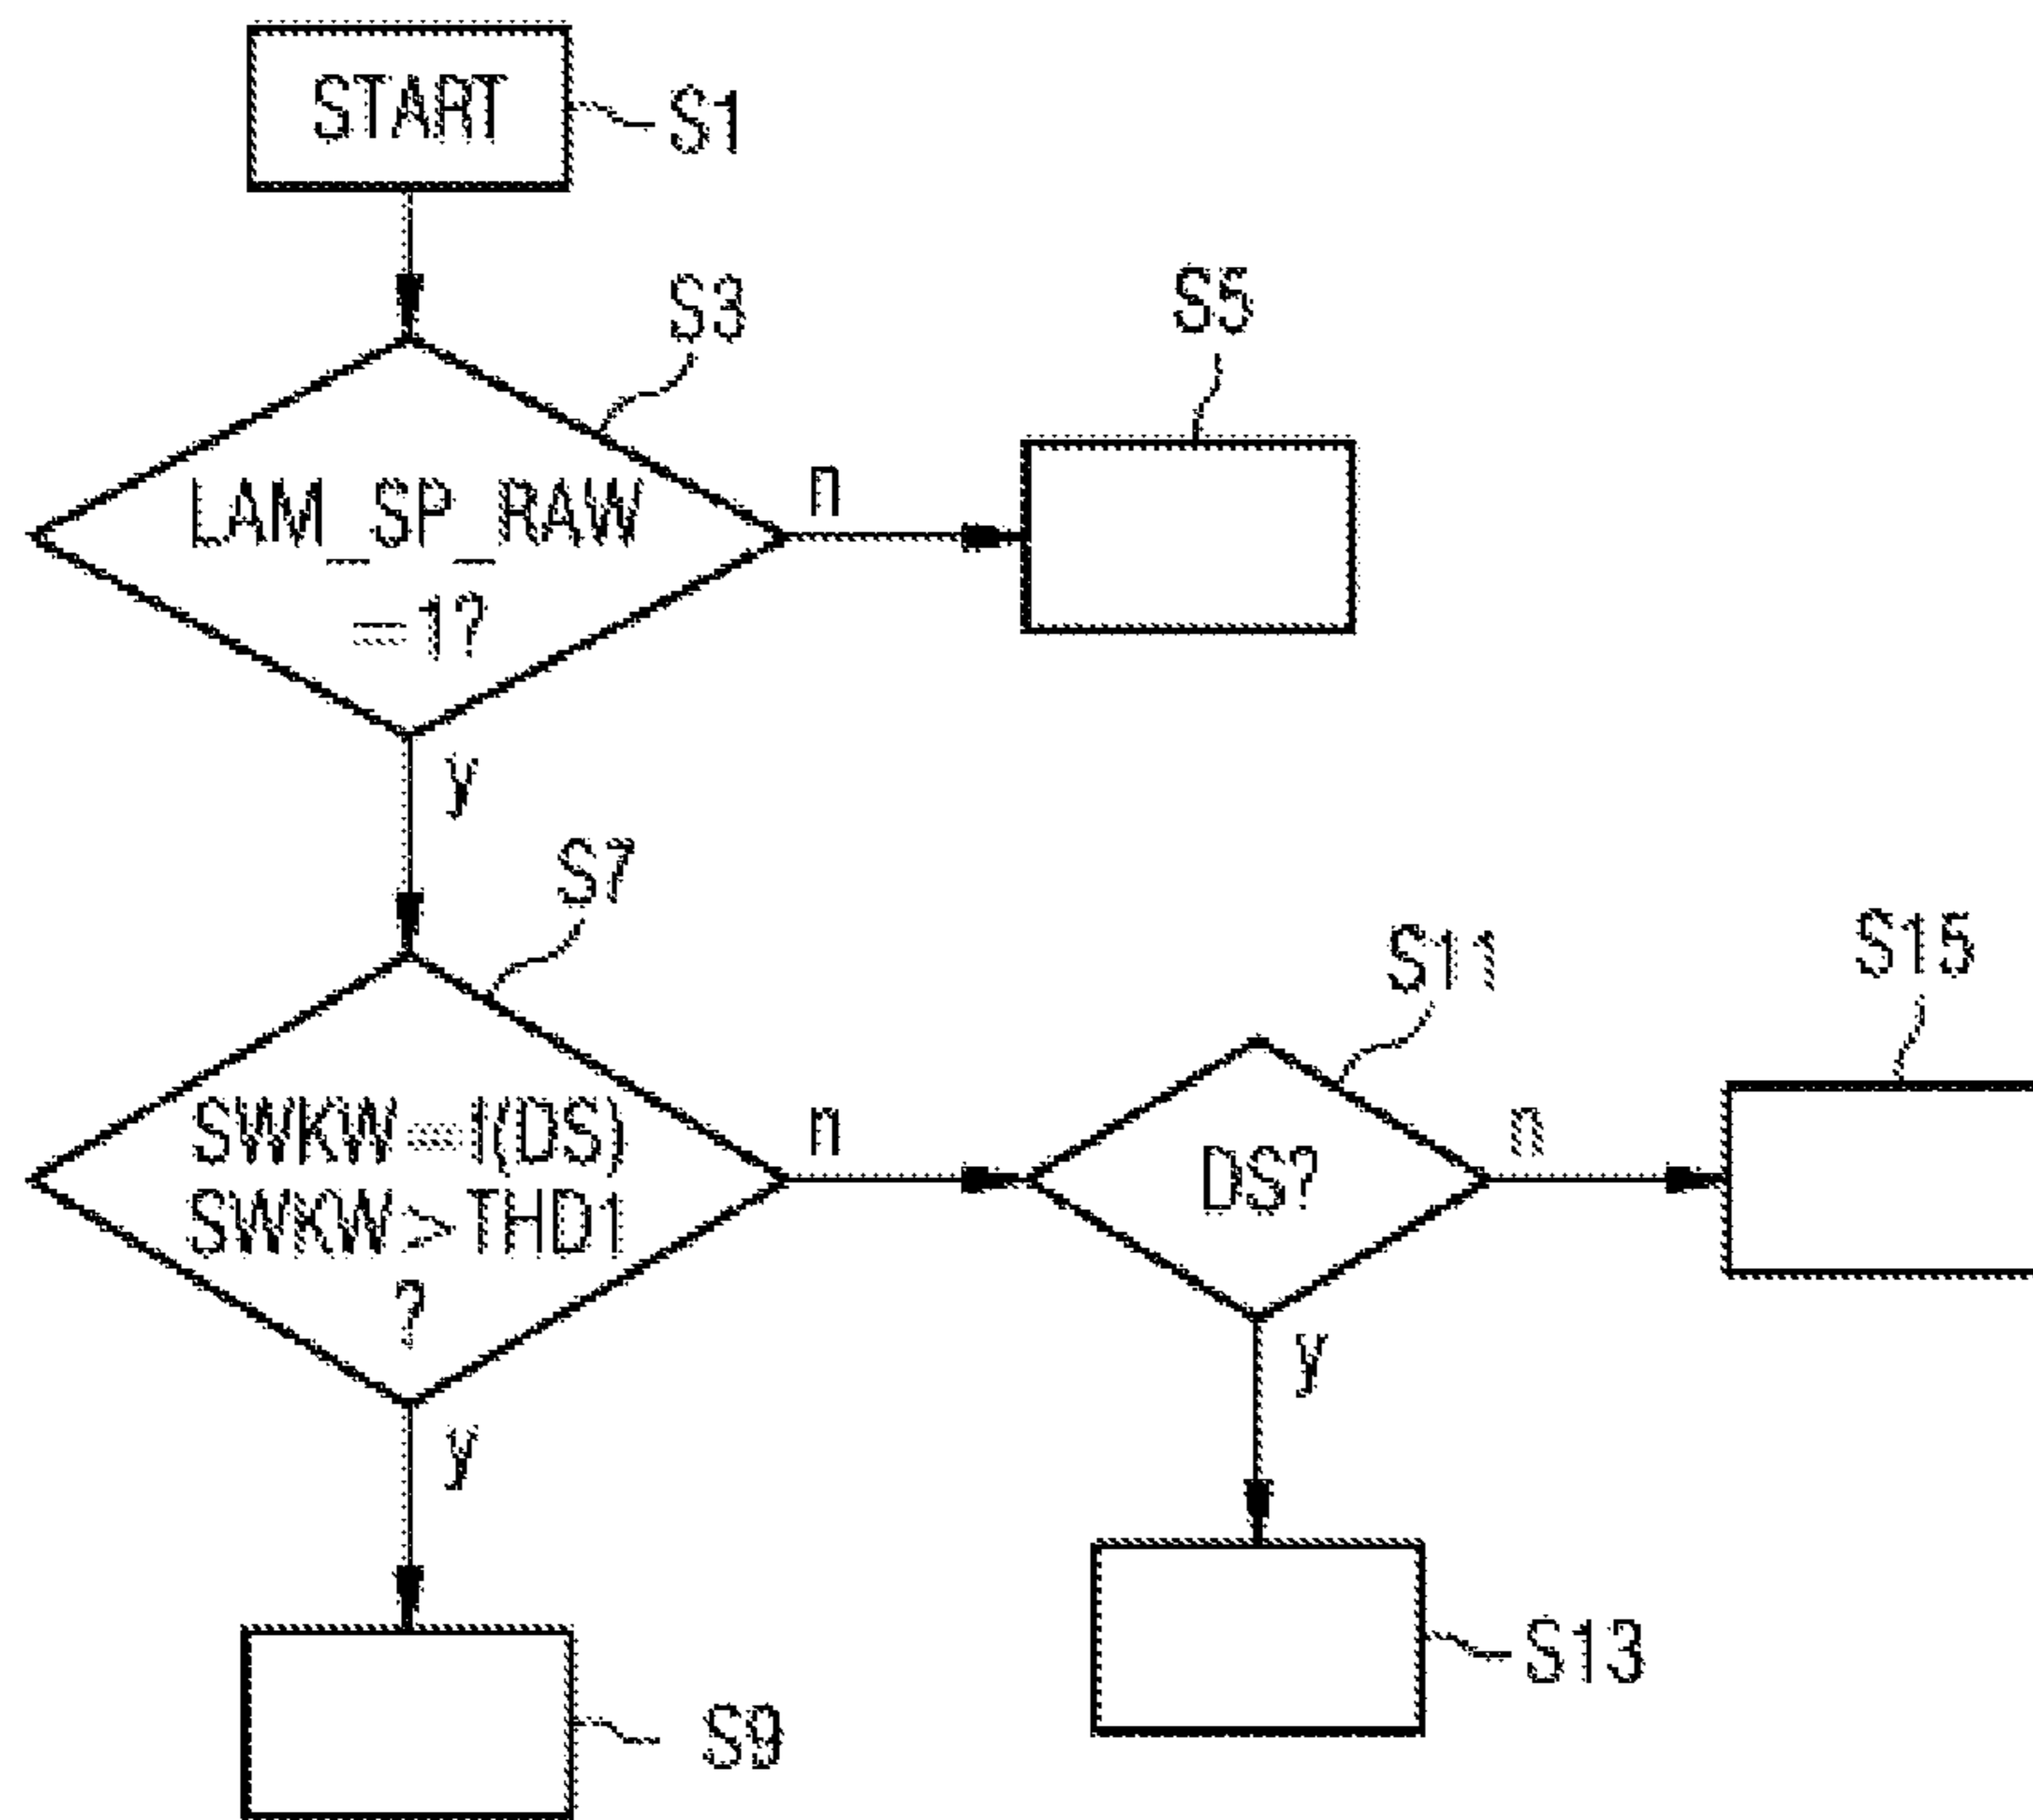 START
S1
S3
S5
LAM_SP_RAW
=1?
n
y
S7
S11
S15
SWKW=I(DS)
SWKW>THD1
?
n
DS?
n
y
y
S13
S9